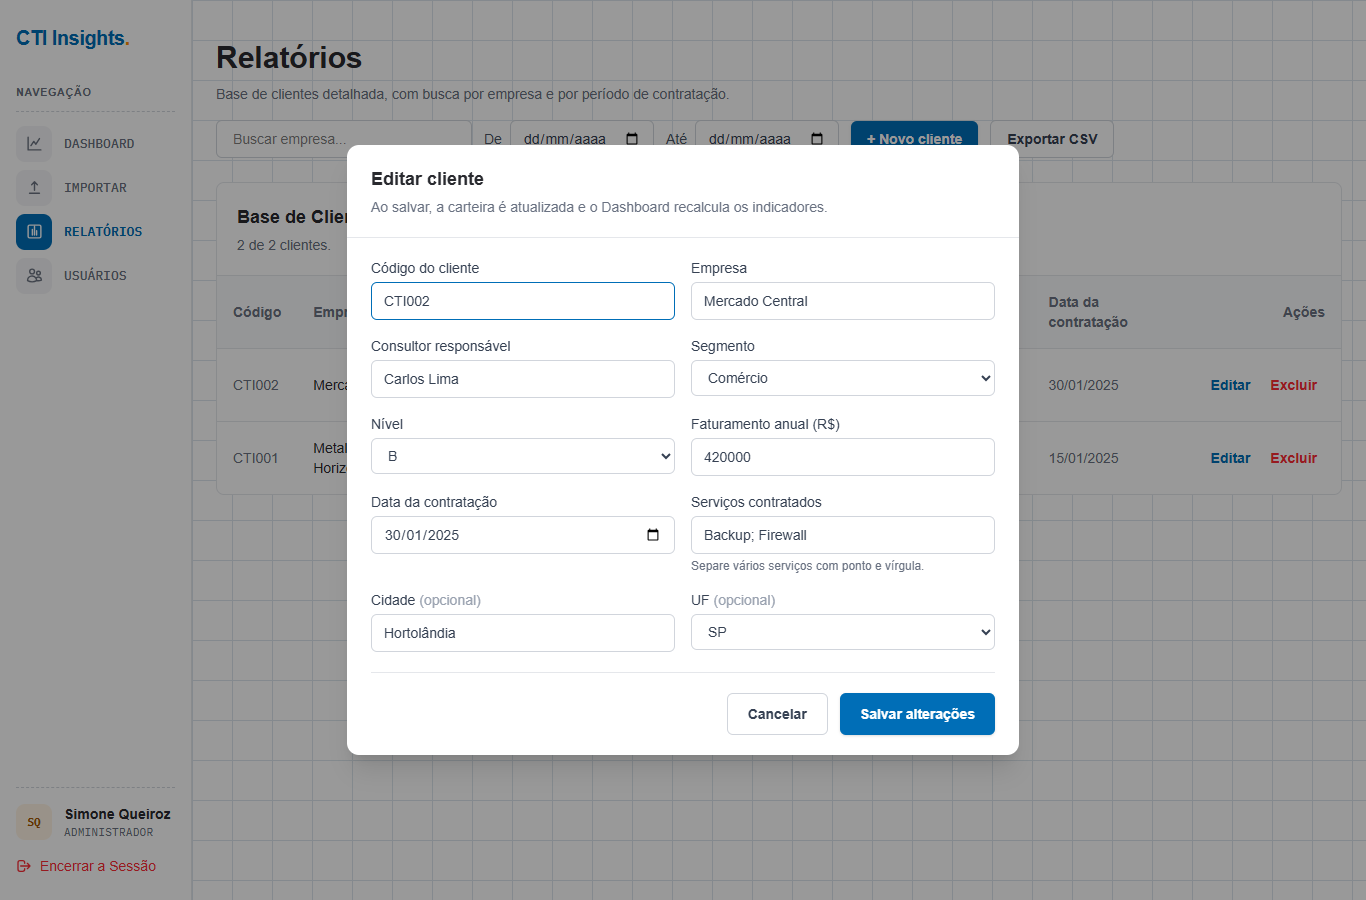 CTI Insights.
NAVEGAÇÃO
DASHBOARD
IMPORTAR
RELATÓRIOS
USUÁRIOS
SQ
Simone Queiroz
ADMINISTRADOR
Encerrar a Sessão
Relatórios
Base de clientes detalhada, com busca por empresa e por período de contratação.
Buscar empresa... De dd/mm/aaaa Até dd/mm/aaaa + Novo cliente Exportar CSV
Base de Clie
2 de 2 clientes.
Código Emp Data da contratação Ações
CTI002 Merc 30/01/2025 Editar Excluir
CTI001 Metal Horiz 15/01/2025 Editar Excluir
Editar cliente
Ao salvar, a carteira é atualizada e o Dashboard recalcula os indicadores.
Código do cliente Empresa
CTI002 Mercado Central
Consultor responsável Segmento
Carlos Lima Comércio
Nível Faturamento anual (R$)
B 420000
Data da contratação Serviços contratados
30/01/2025 Backup; Firewall
Separe vários serviços com ponto e vírgula.
Cidade (opcional) UF (opcional)
Hortolândia SP
Cancelar Salvar alterações